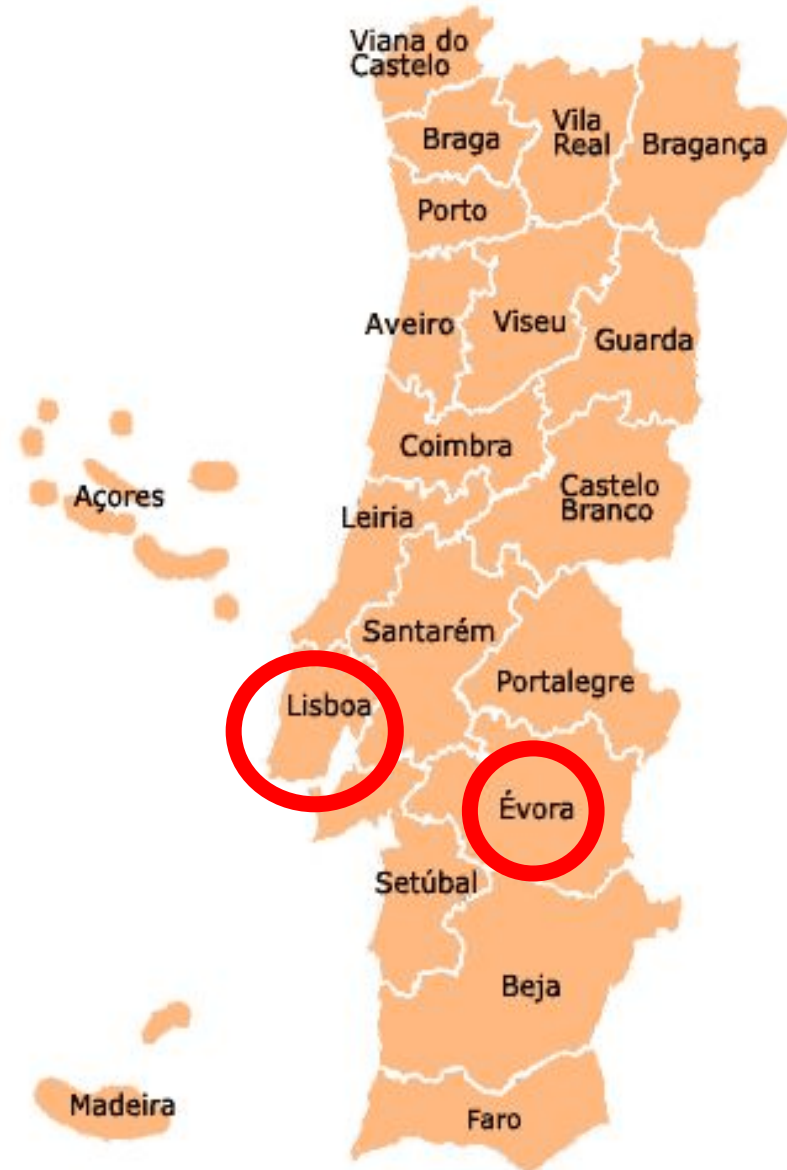 Viana do
Castelo
Braga
Vila
Real
Bragança
Porto
Aveiro
Viseu
Guarda
Coimbra
Açores
Castelo
Branco
Leiria
Santarém
Portalegre
Lisboa
Évora
Setúbal
Beja
Madeira
Faro